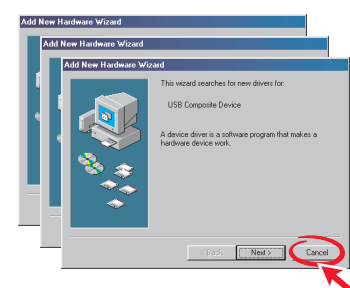 Add New Hardware Wizard
Add New Hardware Wizard
Add New Hardware Wizard
This wizard searches for new drivers for:
USB Composite Device
A device driver is a software program that makes a
hardware device work.
< Back Next > Cancel